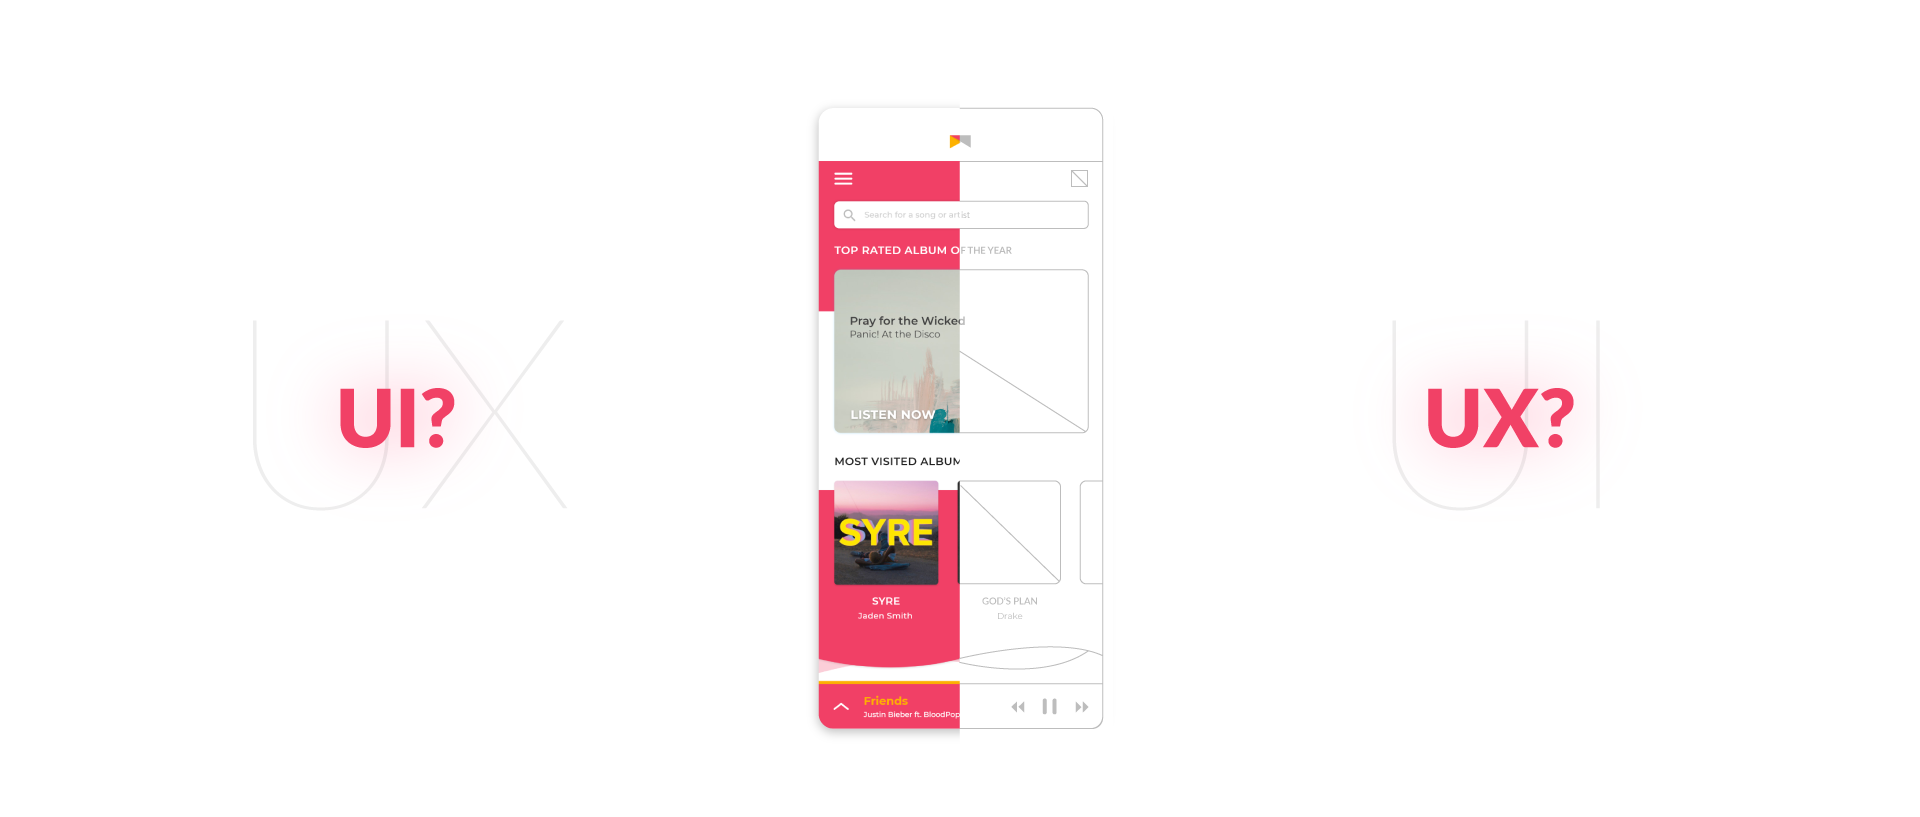 UX
UI?
Search for a song or artist
TOP RATED ALBUM OF THE YEAR
Pray for the Wicked
Panic! At the Disco
LISTEN NOW
MOST VISITED ALBUM
SYRE
SYRE
Jaden Smith
GOD'S PLAN
Drake
Friends
Justin Bieber ft. BloodPop
UI
UX?